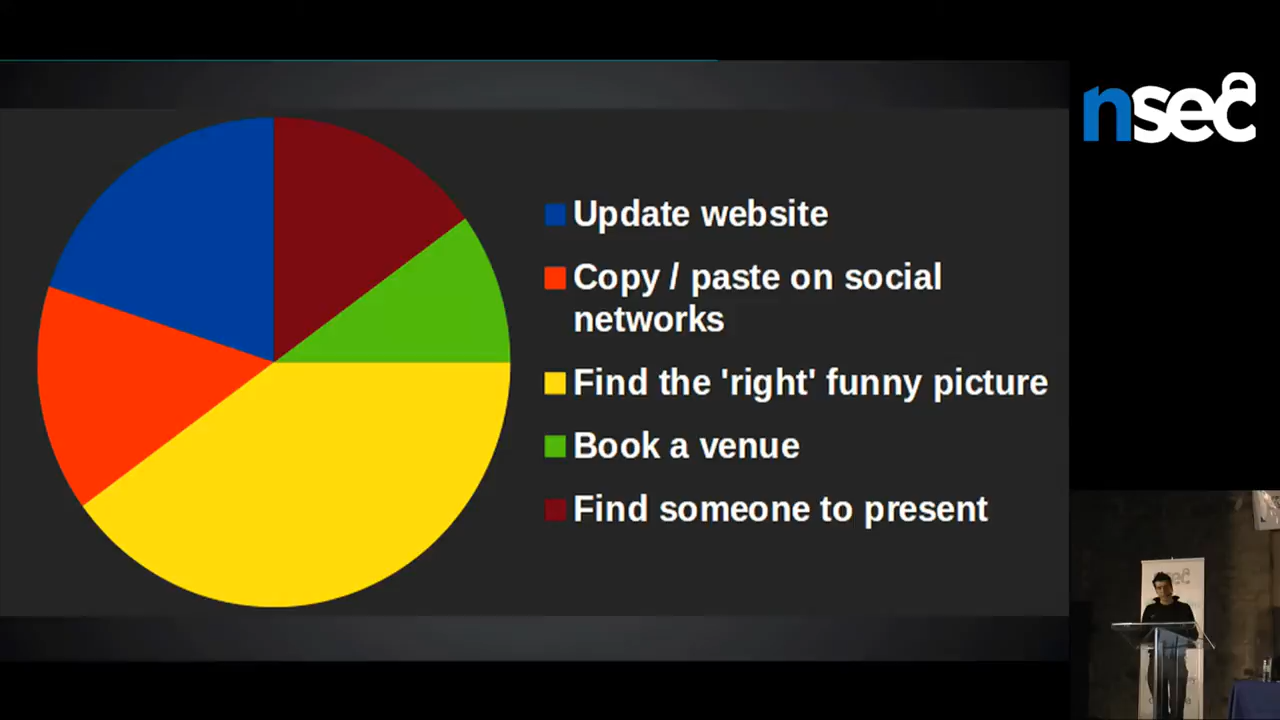 nsec
Update website
Copy / paste on social
networks
Find the 'right' funny picture
Book a venue
Find someone to present